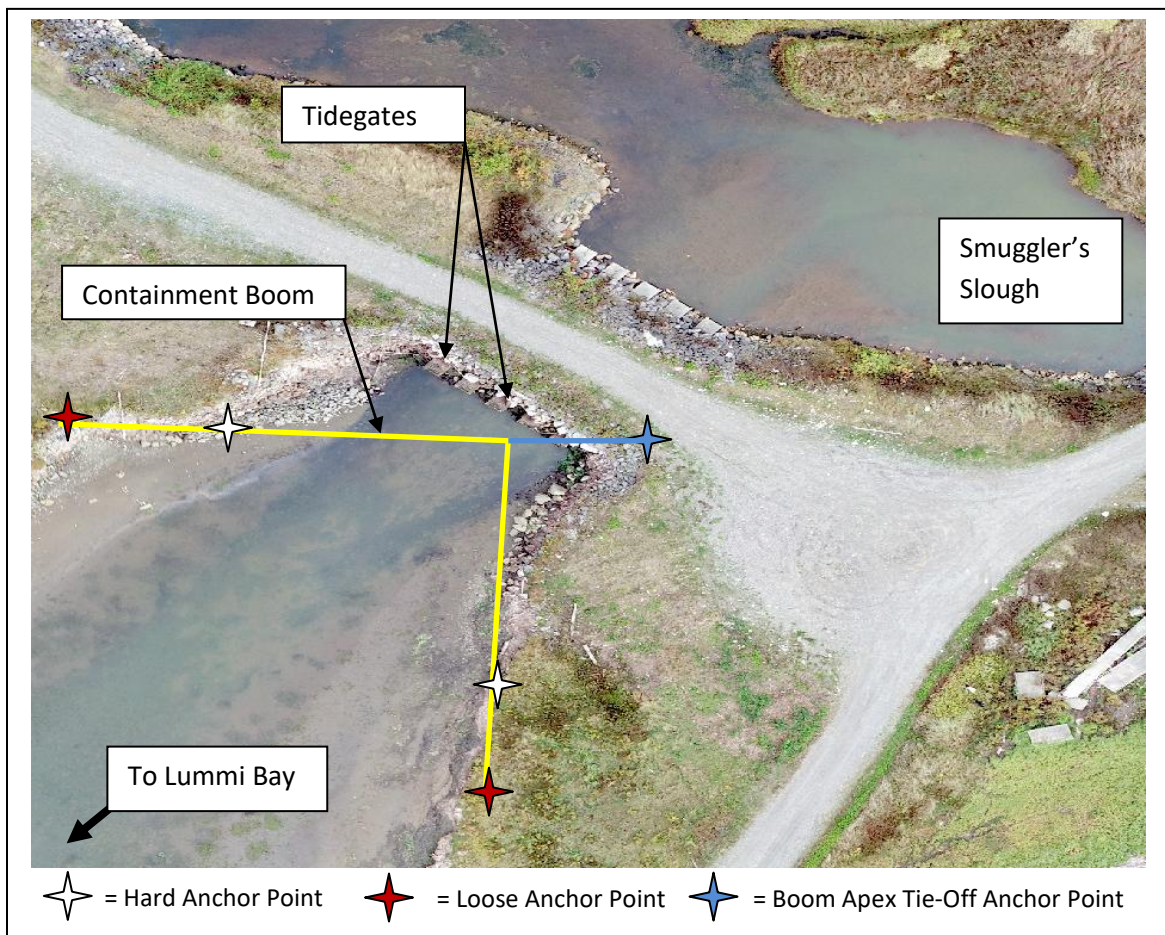 Tidegates
Smuggler’s
Slough
Containment Boom
To Lummi Bay
= Hard Anchor Point = Loose Anchor Point = Boom Apex Tie-Off Anchor Point